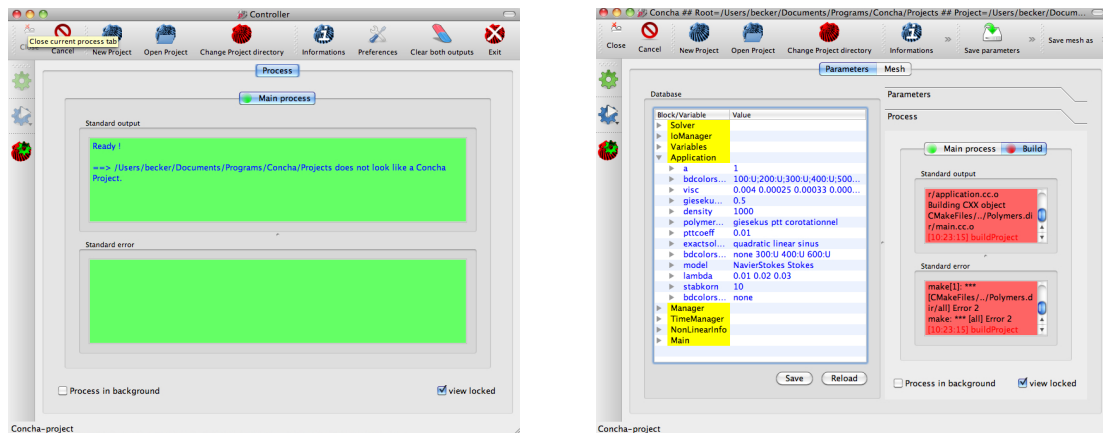 Controller
Close
Close current process tab
Cancel
New Project
Open Project
Change Project directory
Informations
Preferences
Clear both outputs
Exit
Process
Main process
Standard output
Ready !
==> /Users/becker/Documents/Programs/Concha/Projects does not look like a Concha
Project.
Standard error
Process in background
view locked
Concha-project
Concha ## Root=/Users/becker/Documents/Programs/Concha/Projects ## Project=/Users/becker/Docum...
Close
Cancel
New Project
Open Project
Change Project directory
Informations
»
Save parameters
»
Save mesh as
Parameters
Mesh
Database
Block/Variable Value
Solver
IoManager
Variables
Application
a 1
bdcolors... 100:U;200:U;300:U;400:U;500...
visc 0.004 0.00025 0.00033 0.000...
gieseku... 0.5
density 1000
polymer... giesekus ptt corotationnel
pttcoeff 0.01
exactsol... quadratic linear sinus
bdcolors... none 300:U 400:U 600:U
model NavierStokes Stokes
lambda 0.01 0.02 0.03
stabkorn 10
bdcolors... none
Manager
TimeManager
NonLinearInfo
Main
Save
Reload
Parameters
Process
Main process
Build
Standard output
r/application.cc.o
Building CXX object
CMakeFiles/../Polymers.di
r/main.cc.o
[10:23:15] buildProject
Standard error
make[1]: ***
[CMakeFiles/../Polymers.d
ir/all] Error 2
make: *** [all] Error 2
[10:23:15] buildProject
Process in background
view locked
Concha-project